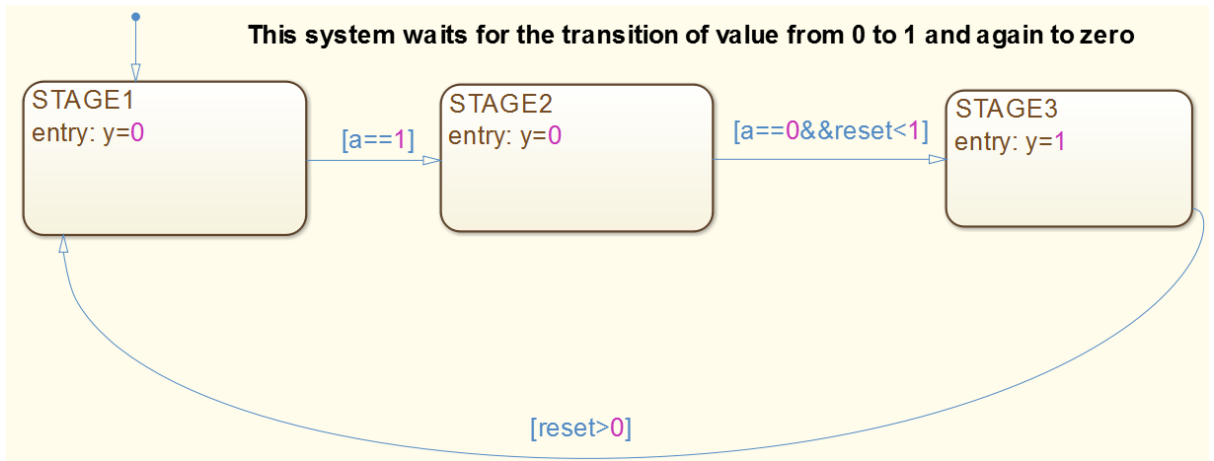 This system waits for the transition of value from 0 to 1 and again to zero
STAGE1
entry: y=0
[a==1]
STAGE2
entry: y=0
[a==0&&reset<1]
STAGE3
entry: y=1
[reset>0]